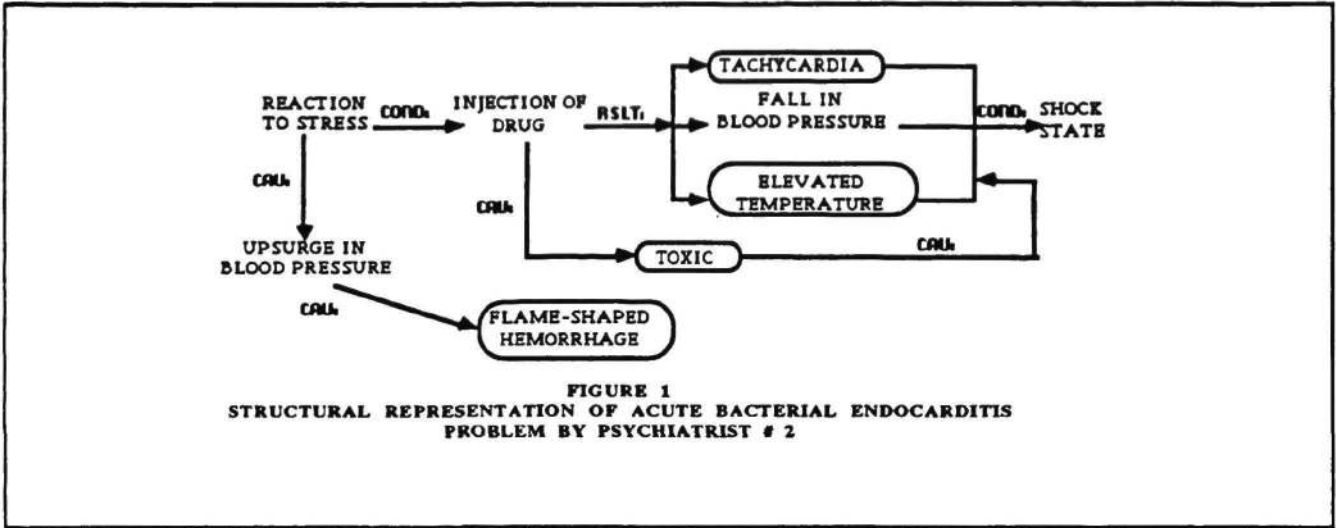 TACHYCARDIA
REACTION
TO STRESS
COND:
INJECTION OF
DRUG
RSLT:
FALL IN
BLOOD PRESSURE
COND:
SHOCK
STATE
CAU:
CAU:
ELEVATED
TEMPERATURE
UPSURGE IN
BLOOD PRESSURE
TOXIC
CAU:
CAU:
FLAME-SHAPED
HEMORRHAGE
FIGURE 1
STRUCTURAL REPRESENTATION OF ACUTE BACTERIAL ENDOCARDITIS
PROBLEM BY PSYCHIATRIST # 2